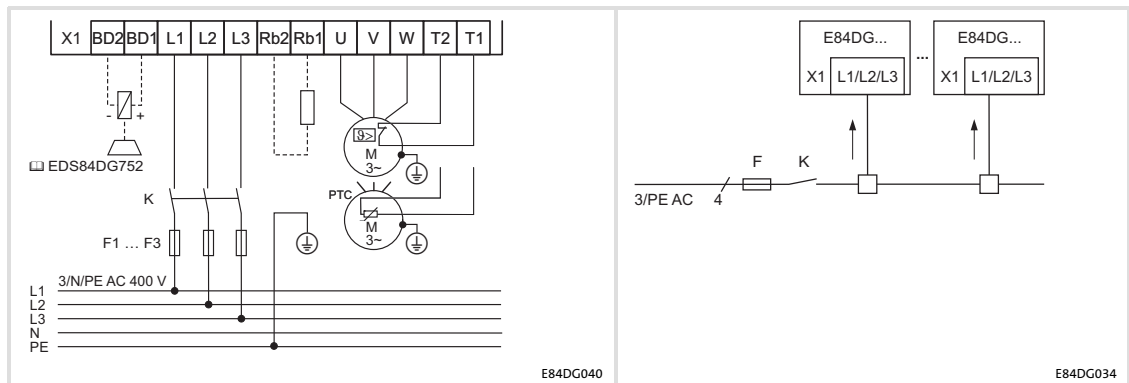 X1 BD2 BD1 L1 L2 L3 Rb2 Rb1 U V W T2 T1
- +
EDS84DG752
ϑ>
M
3~
PTC
M
3~
K
F1 … F3
3/N/PE AC 400 V
L1
L2
L3
N
PE
E84DG040
E84DG... ... E84DG...
X1 L1/L2/L3 X1 L1/L2/L3
F K
3/PE AC 4
E84DG034